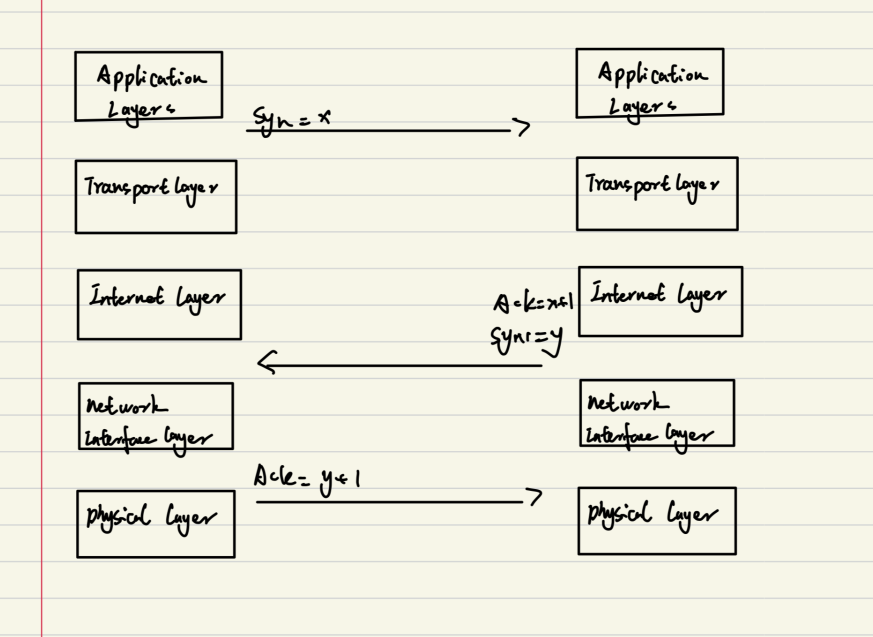 Application
Layers
Syn = x
Transport layer
Internet layer
Network
Interface layer
Ack = y+1
physical layer
Application
Layers
Transport layer
Ack = x+1
Syn = y
Internet layer
Network
Interface layer
physical layer